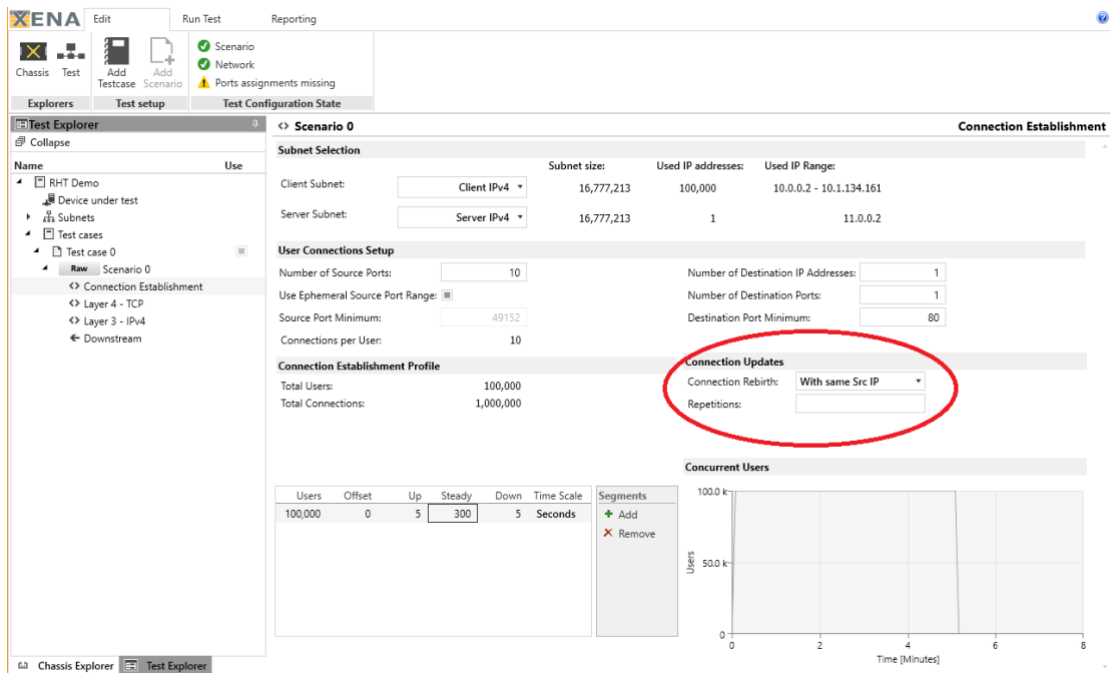 XENA
Edit Run Test Reporting
Scenario
Network
Ports assignments missing
Chassis Test Add Testcase Add Scenario
Explorers Test setup Test Configuration State
Test Explorer
Collapse
Name Use
RHT Demo
Device under test
Subnets
Test cases
Test case 0
Raw Scenario 0
Connection Establishment
Layer 4 - TCP
Layer 3 - IPv4
Downstream
Chassis Explorer Test Explorer
<> Scenario 0 Connection Establishment
Subnet Selection
Subnet size: Used IP addresses: Used IP Range:
Client Subnet: Client IPv4 16,777,213 100,000 10.0.0.2 - 10.1.134.161
Server Subnet: Server IPv4 16,777,213 1 11.0.0.2
User Connections Setup
Number of Source Ports: 10 Number of Destination IP Addresses: 1
Use Ephemeral Source Port Range: Number of Destination Ports: 1
Source Port Minimum: 49152 Destination Port Minimum: 80
Connections per User: 10
Connection Establishment Profile
Total Users: 100,000
Total Connections: 1,000,000
Connection Updates
Connection Rebirth: With same Src IP
Repetitions:
Users Offset Up Steady Down Time Scale
100,000 0 5 300 5 Seconds
Segments
Add
Remove
Concurrent Users
100.0 k
50.0 k
0
Users
0 2 4 6 8
Time [Minutes]